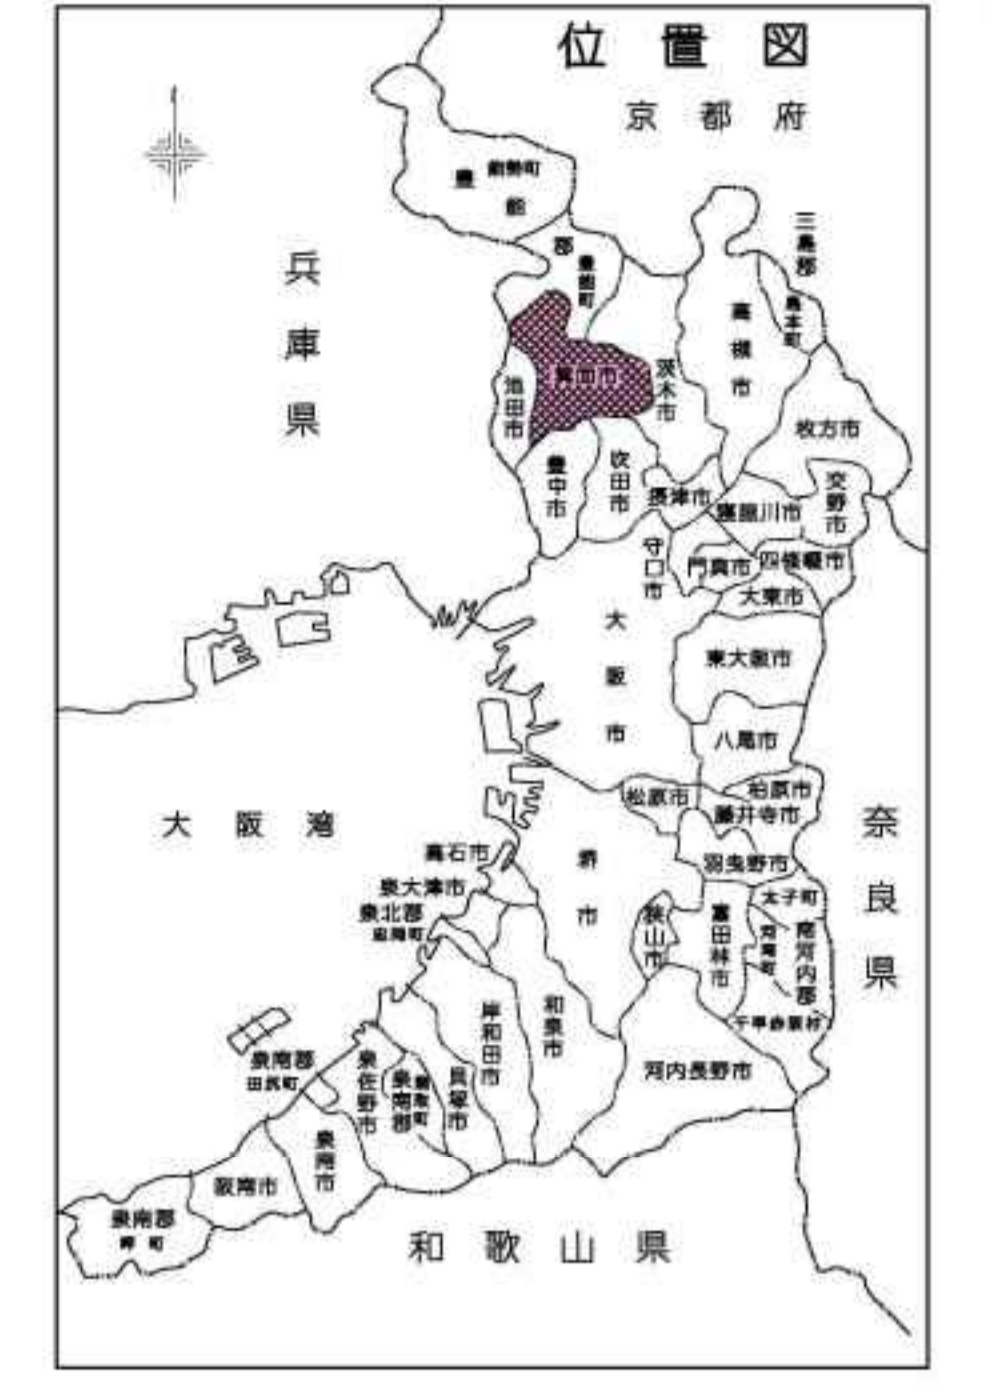 位置図
京都府
兵庫県
豊能郡
能勢町
豊能町
三島郡
島本町
高槻市
箕面市
池田市
茨木市
枚方市
豊中市
吹田市
摂津市
寝屋川市
交野市
守口市
門真市
四條畷市
大東市
大阪市
東大阪市
八尾市
松原市
柏原市
藤井寺市
羽曳野市
大阪湾
奈良県
高石市
泉大津市
泉北郡
忠岡町
堺市
狭山市
富田林市
太子町
河南町
南河内郡
千早赤阪村
岸和田市
和泉市
河内長野市
泉南郡
田尻町
泉佐野市
泉南郡
熊取町
貝塚市
泉南市
阪南市
泉南郡
岬町
和歌山県